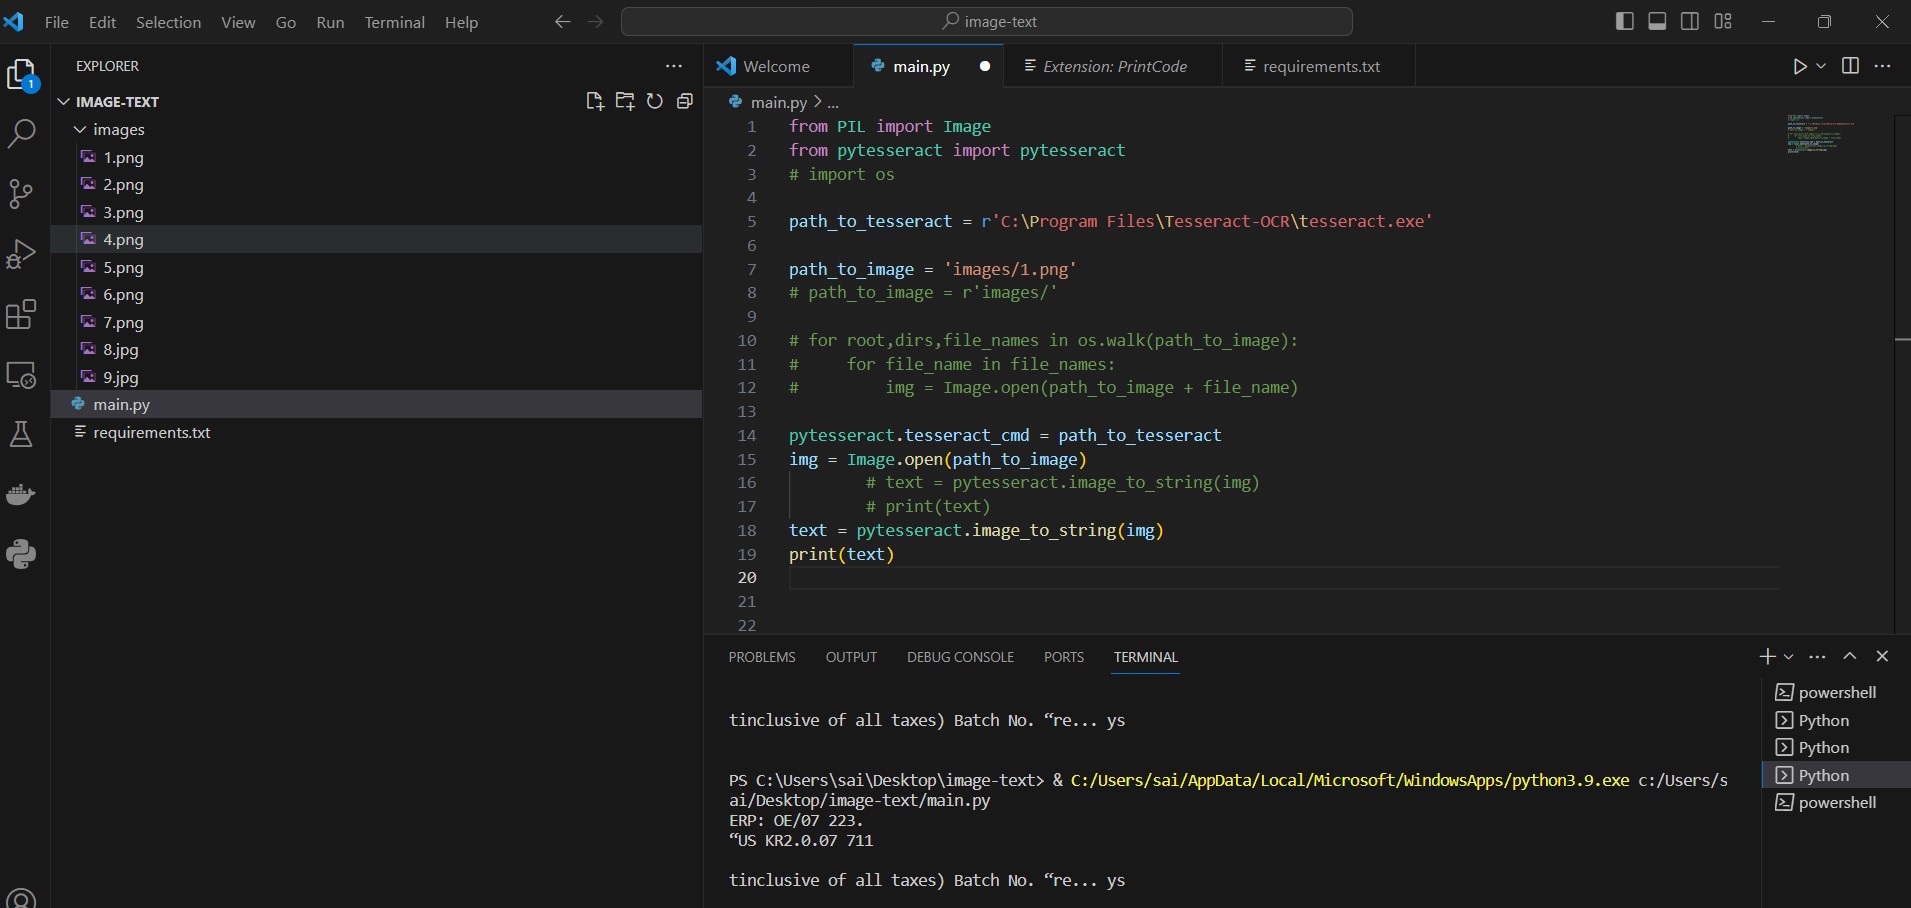 File Edit Selection View Go Run Terminal Help
image-text
EXPLORER
IMAGE-TEXT
images
1.png
2.png
3.png
4.png
5.png
6.png
7.png
8.jpg
9.jpg
main.py
requirements.txt
1
Welcome
main.py
Extension: PrintCode
requirements.txt
main.py > ...
1 from PIL import Image
2 from pytesseract import pytesseract
3 # import os
4
5 path_to_tesseract = r'C:\Program Files\Tesseract-OCR\tesseract.exe'
6
7 path_to_image = 'images/1.png'
8 # path_to_image = r'images/'
9
10 # for root,dirs,file_names in os.walk(path_to_image):
11 #     for file_name in file_names:
12 #         img = Image.open(path_to_image + file_name)
13
14 pytesseract.tesseract_cmd = path_to_tesseract
15 img = Image.open(path_to_image)
16         # text = pytesseract.image_to_string(img)
17         # print(text)
18 text = pytesseract.image_to_string(img)
19 print(text)
20
21
22
PROBLEMS OUTPUT DEBUG CONSOLE PORTS TERMINAL
tinclusive of all taxes) Batch No. “re... ys
PS C:\Users\sai\Desktop\image-text> & C:/Users/sai/AppData/Local/Microsoft/WindowsApps/python3.9.exe c:/Users/s
ai/Desktop/image-text/main.py
ERP: OE/07 223.
“US KR2.0.07 711
tinclusive of all taxes) Batch No. “re... ys
powershell
Python
Python
Python
powershell